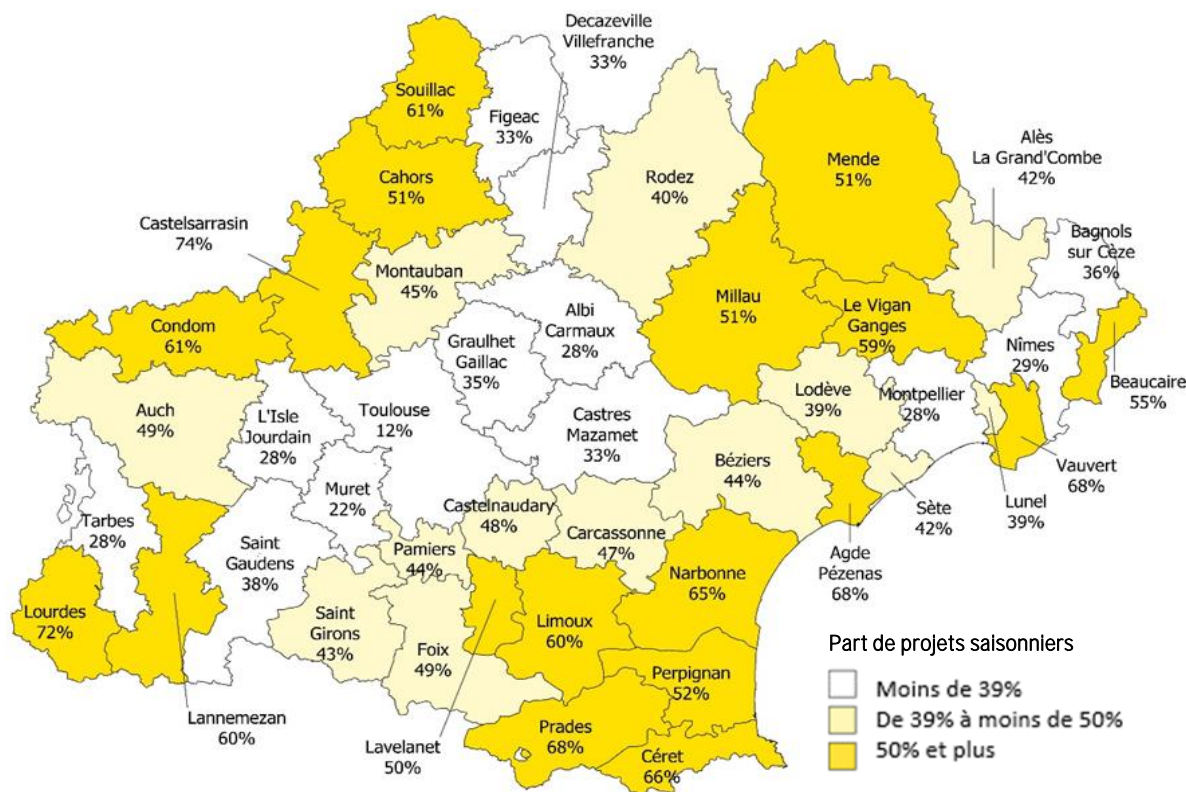 Decazeville
Villefranche
33%
Souillac
61%
Figeac
33%
Cahors
51%
Rodez
40%
Mende
51%
Alès
La Grand'Combe
42%
Castelsarrasin
74%
Bagnols
sur Cèze
36%
Montauban
45%
Albi
Carmaux
28%
Millau
51%
Le Vigan
Ganges
59%
Condom
61%
Graulhet
Gaillac
35%
Nîmes
29%
Beaucaire
55%
Auch
49%
L'Isle
Jourdain
28%
Toulouse
12%
Castres
Mazamet
33%
Lodève
39%
Montpellier
28%
Vauvert
68%
Béziers
44%
Lunel
39%
Sète
42%
Muret
22%
Castelnaudary
48%
Tarbes
28%
Saint
Gaudens
38%
Pamiers
44%
Carcassonne
47%
Agde
Pézenas
68%
Narbonne
65%
Lourdes
72%
Saint
Girons
43%
Foix
49%
Limoux
60%
Perpignan
52%
Lannemezan
60%
Lavelanet
50%
Prades
68%
Céret
66%
Part de projets saisonniers
Moins de 39%
De 39% à moins de 50%
50% et plus